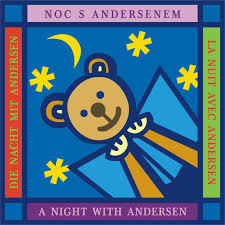 NOC S ANDERSENEM
DIE NACHT MIT ANDERSEN
LA NUIT AVEC ANDERSEN
A NIGHT WITH ANDERSEN